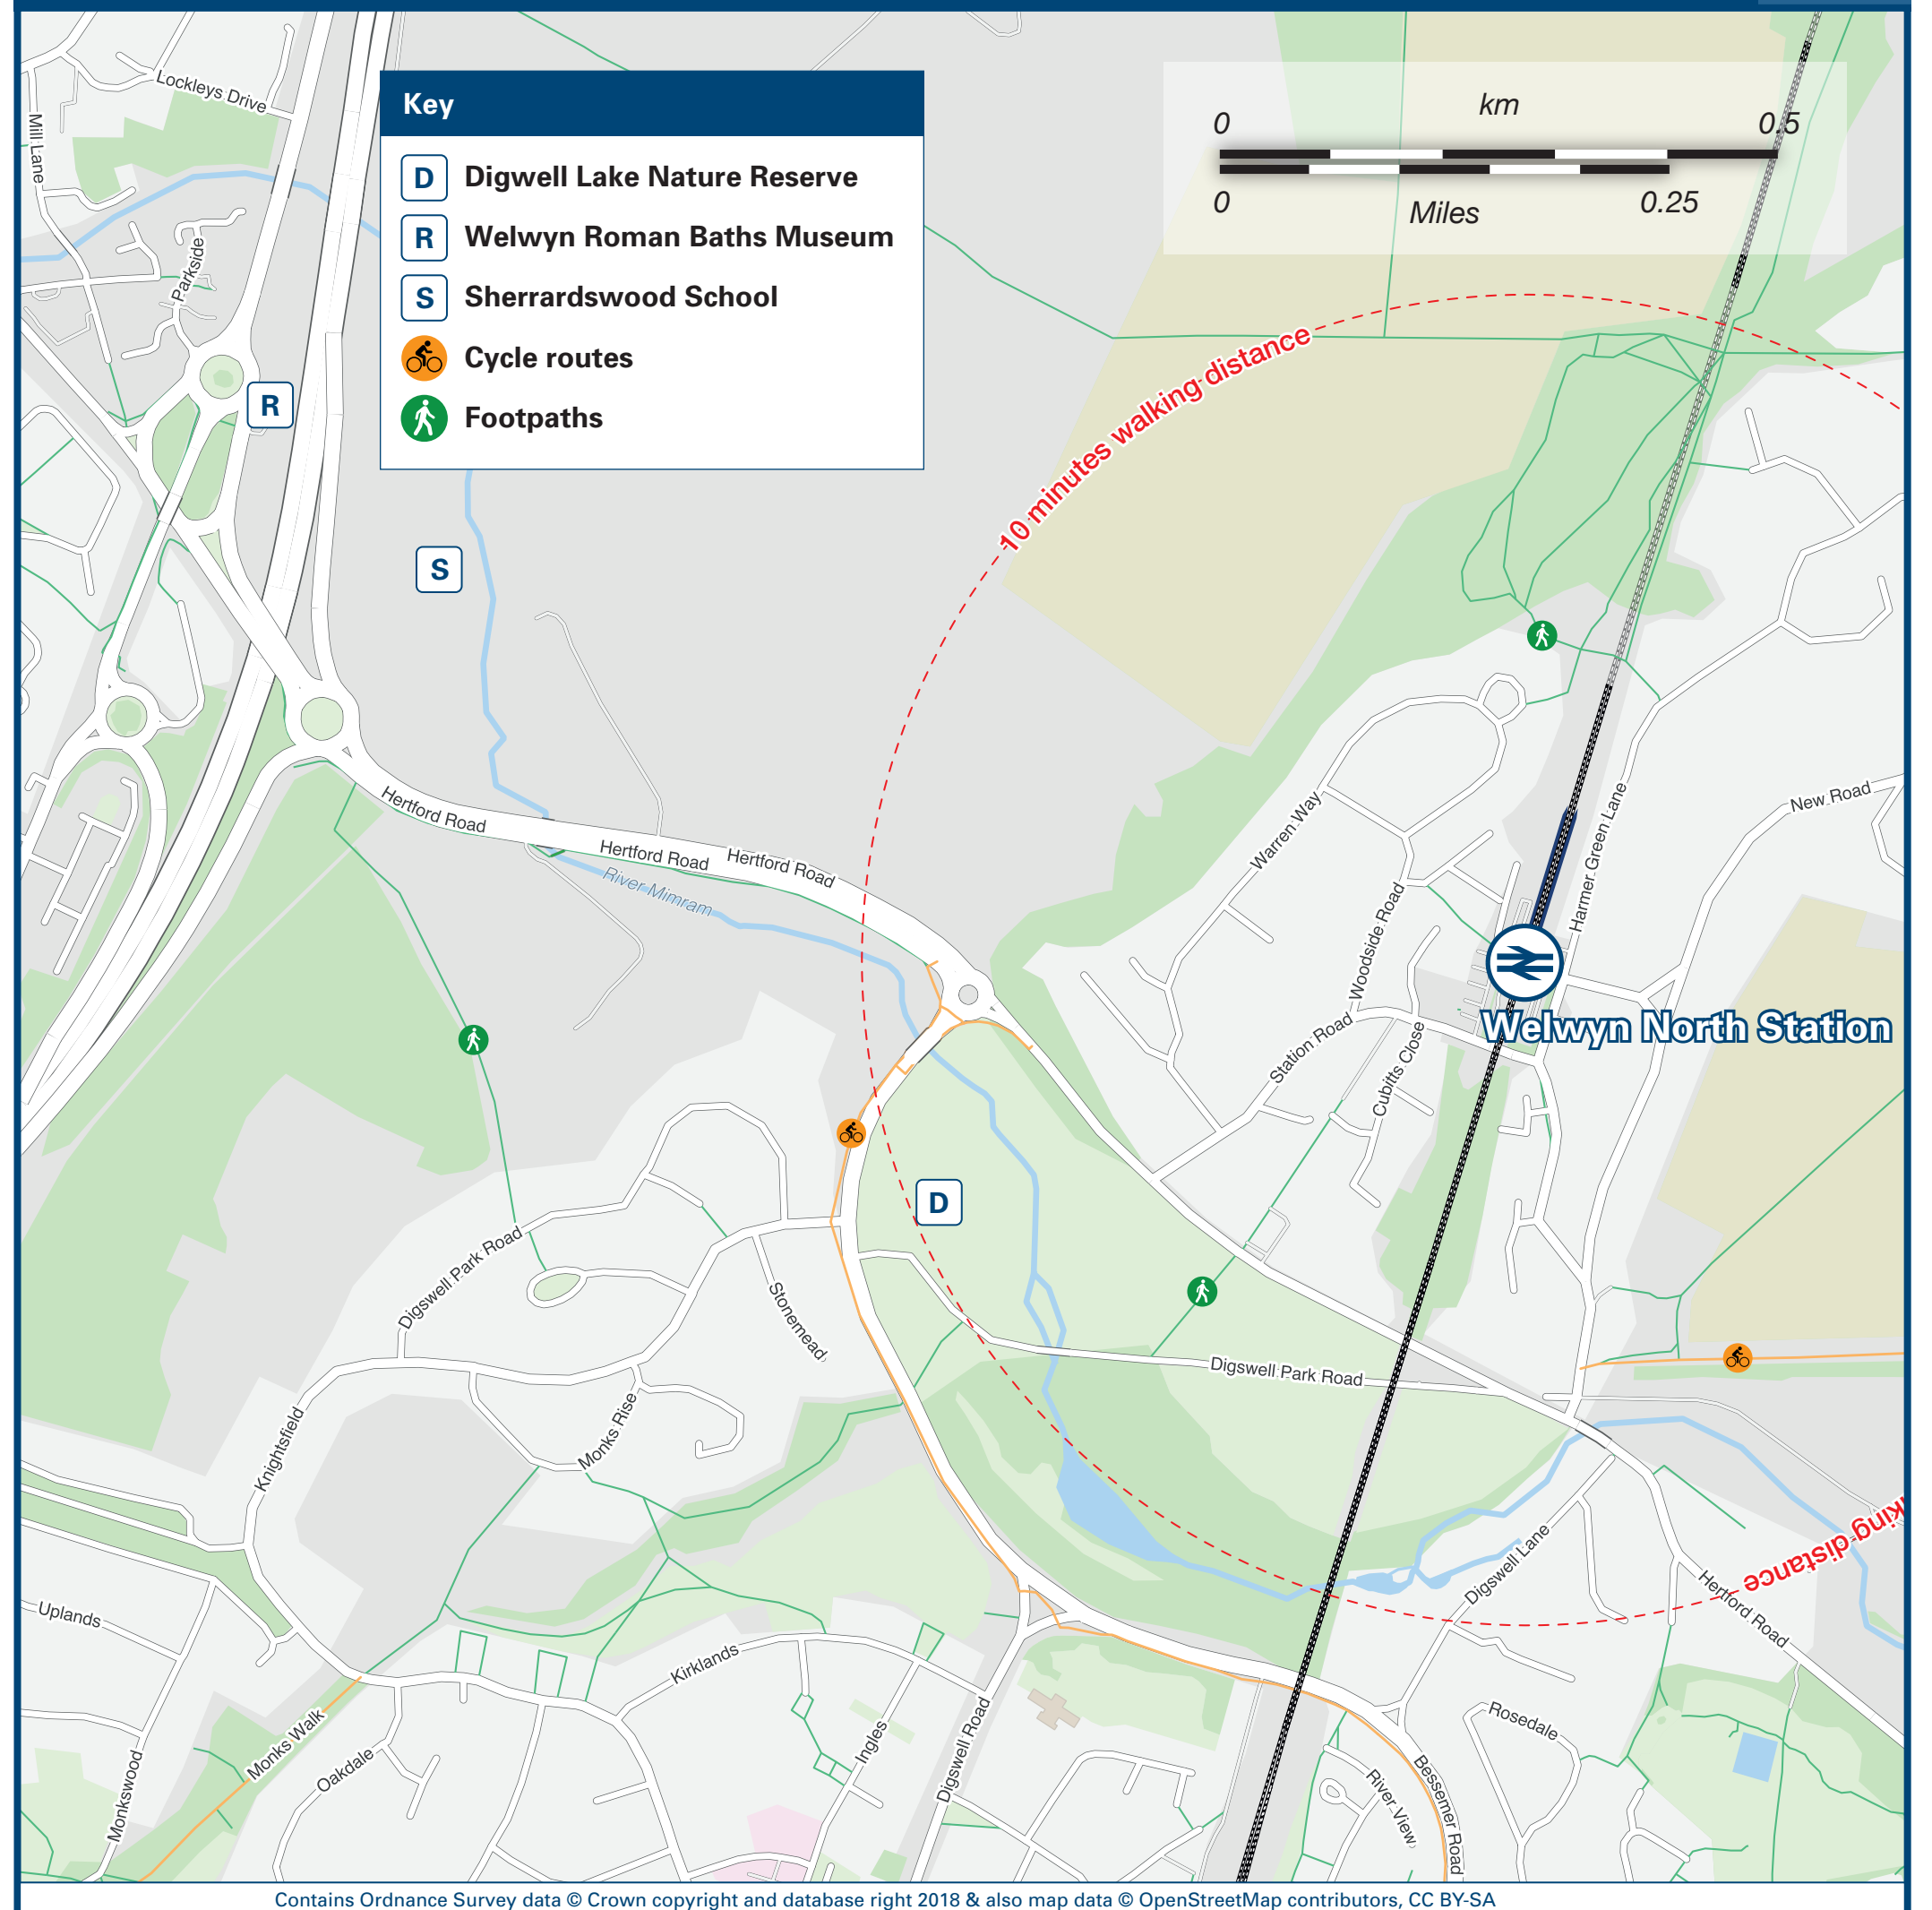 Key
D Digwell Lake Nature Reserve
R Welwyn Roman Baths Museum
S Sherrardswood School
Cycle routes
Footpaths
km
0 0.5
0 0.25
Miles
Lockleys Drive
Mill Lane
Parkside
R
S
10 minutes walking distance
Hertford Road
Hertford Road
Hertford Road
River Mimram
Warren Way
Woodside Road
Harmer Green Lane
New Road
Welwyn North Station
Station Road
Cubitts Close
D
Digswell Park Road
Stonemead
Digswell Park Road
Knightsfield
Monks Rise
Digswell Lane
king distance
Hertford Road
Uplands
Kirklands
Monks Walk
Oakdale
Monkswood
Ingles
Digswell Road
Rosedale
River View
Bessemer Road
Contains Ordnance Survey data © Crown copyright and database right 2018 & also map data © OpenStreetMap contributors, CC BY-SA